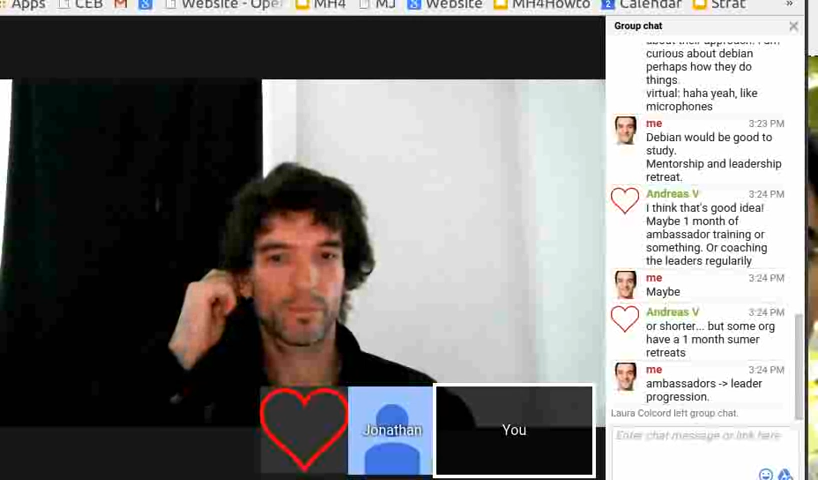 Apps CEB Website - Oper MH4 MJ Website MH4Howto Calendar Strat »
Group chat
about their approach. I am
curious about debian
perhaps how they do
things.
virtual: haha yeah, like
microphones
me 3:23 PM
Debian would be good to
study.
Mentorship and leadership
retreat.
Andreas V 3:24 PM
I think that's good idea!
Maybe 1 month of
ambassador training or
something. Or coaching
the leaders regularly
me 3:24 PM
Maybe
Andreas V 3:24 PM
or shorter... but some org
have a 1 month sumer
retreats
me 3:24 PM
ambassadors -> leader
progression.
Laura Colcord left group chat.
Enter chat message or link here
Jonathan
You